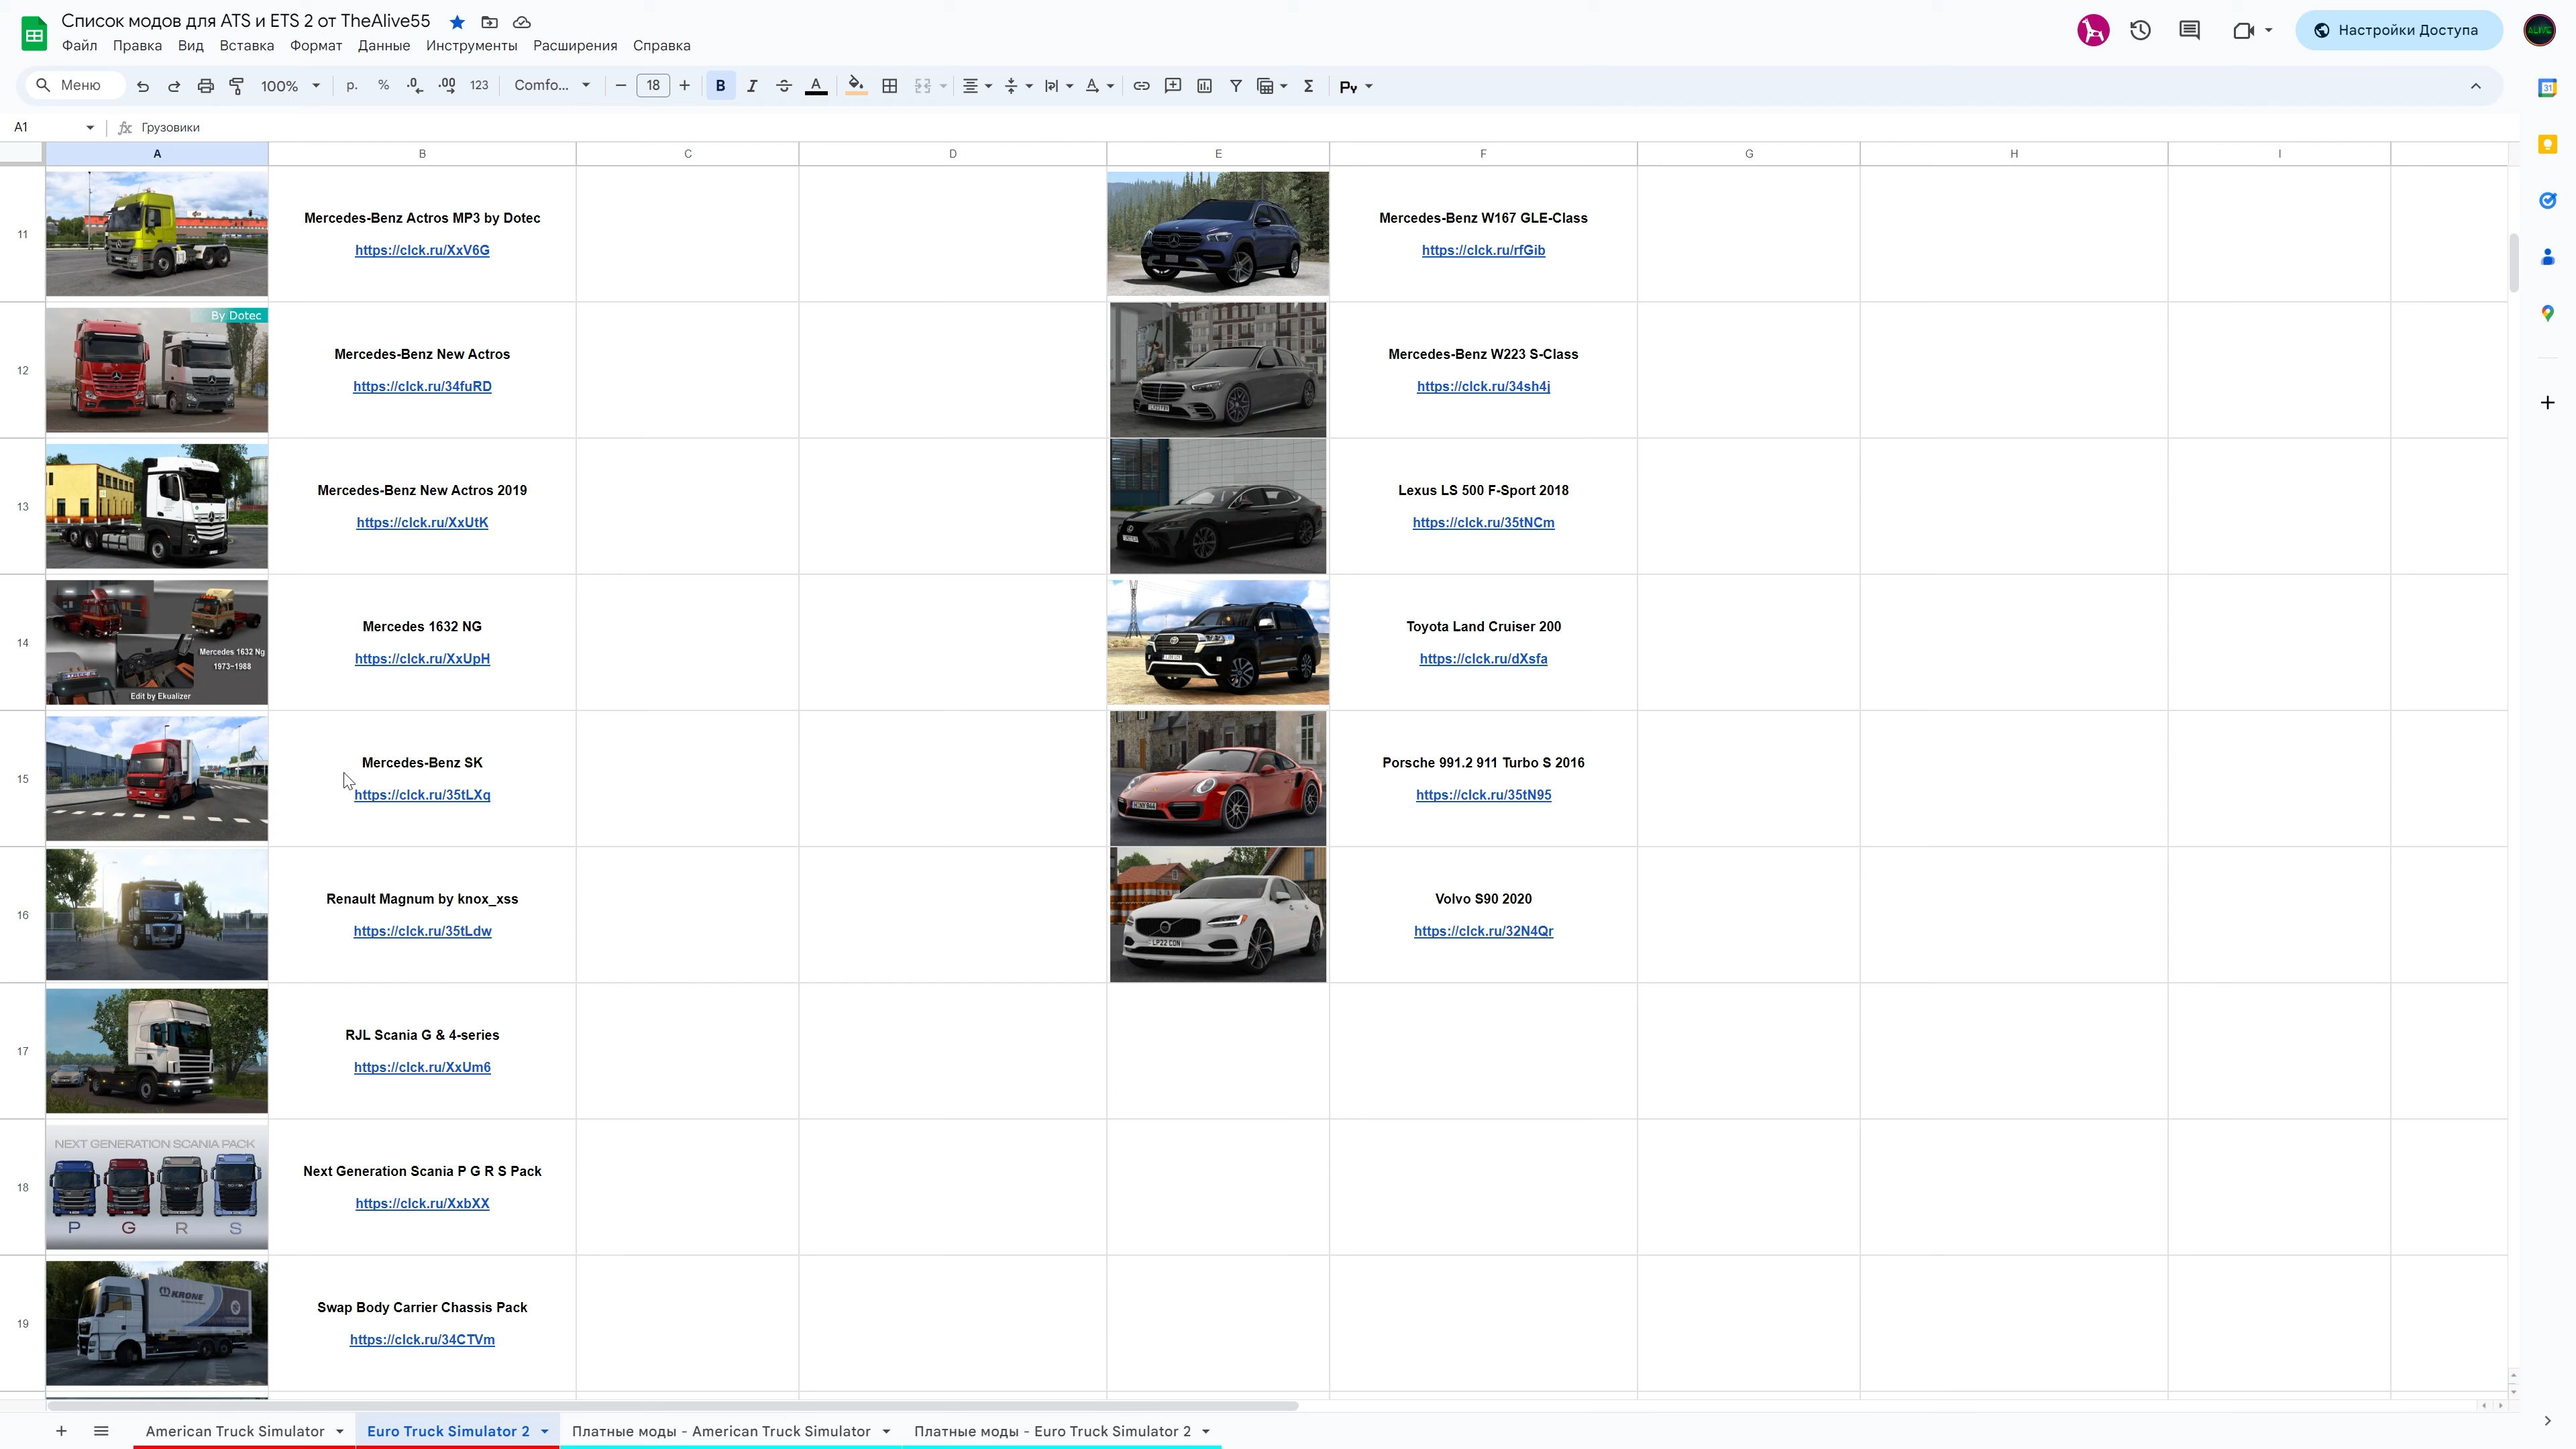 Список модов для ATS и ETS 2 от TheAlive55
Файл Правка Вид Вставка Формат Данные Инструменты Расширения Справка
Настройки Доступа
Меню 100% р. % .0 .00 123 Comfo... 18 B I A Σ Py
A1 fx Грузовики
A B C D E F G H I
11
Mercedes-Benz Actros MP3 by Dotec
https://clck.ru/XxV6G
Mercedes-Benz W167 GLE-Class
https://clck.ru/rfGib
12
By Dotec
Mercedes-Benz New Actros
https://clck.ru/34fuRD
Mercedes-Benz W223 S-Class
https://clck.ru/34sh4j
13
Mercedes-Benz New Actros 2019
https://clck.ru/XxUtK
Lexus LS 500 F-Sport 2018
https://clck.ru/35tNCm
14
Mercedes 1632 Ng
1973-1988
Edit by Ekualizer
Mercedes 1632 NG
https://clck.ru/XxUpH
Toyota Land Cruiser 200
https://clck.ru/dXsfa
15
Mercedes-Benz SK
https://clck.ru/35tLXq
Porsche 991.2 911 Turbo S 2016
https://clck.ru/35tN95
16
Renault Magnum by knox_xss
https://clck.ru/35tLdw
LP22 CON
Volvo S90 2020
https://clck.ru/32N4Qr
17
RJL Scania G & 4-series
https://clck.ru/XxUm6
18
NEXT GENERATION SCANIA PACK
P G R S
Next Generation Scania P G R S Pack
https://clck.ru/XxbXX
19
KRONE
Swap Body Carrier Chassis Pack
https://clck.ru/34CTVm
American Truck Simulator Euro Truck Simulator 2 Платные моды - American Truck Simulator Платные моды - Euro Truck Simulator 2